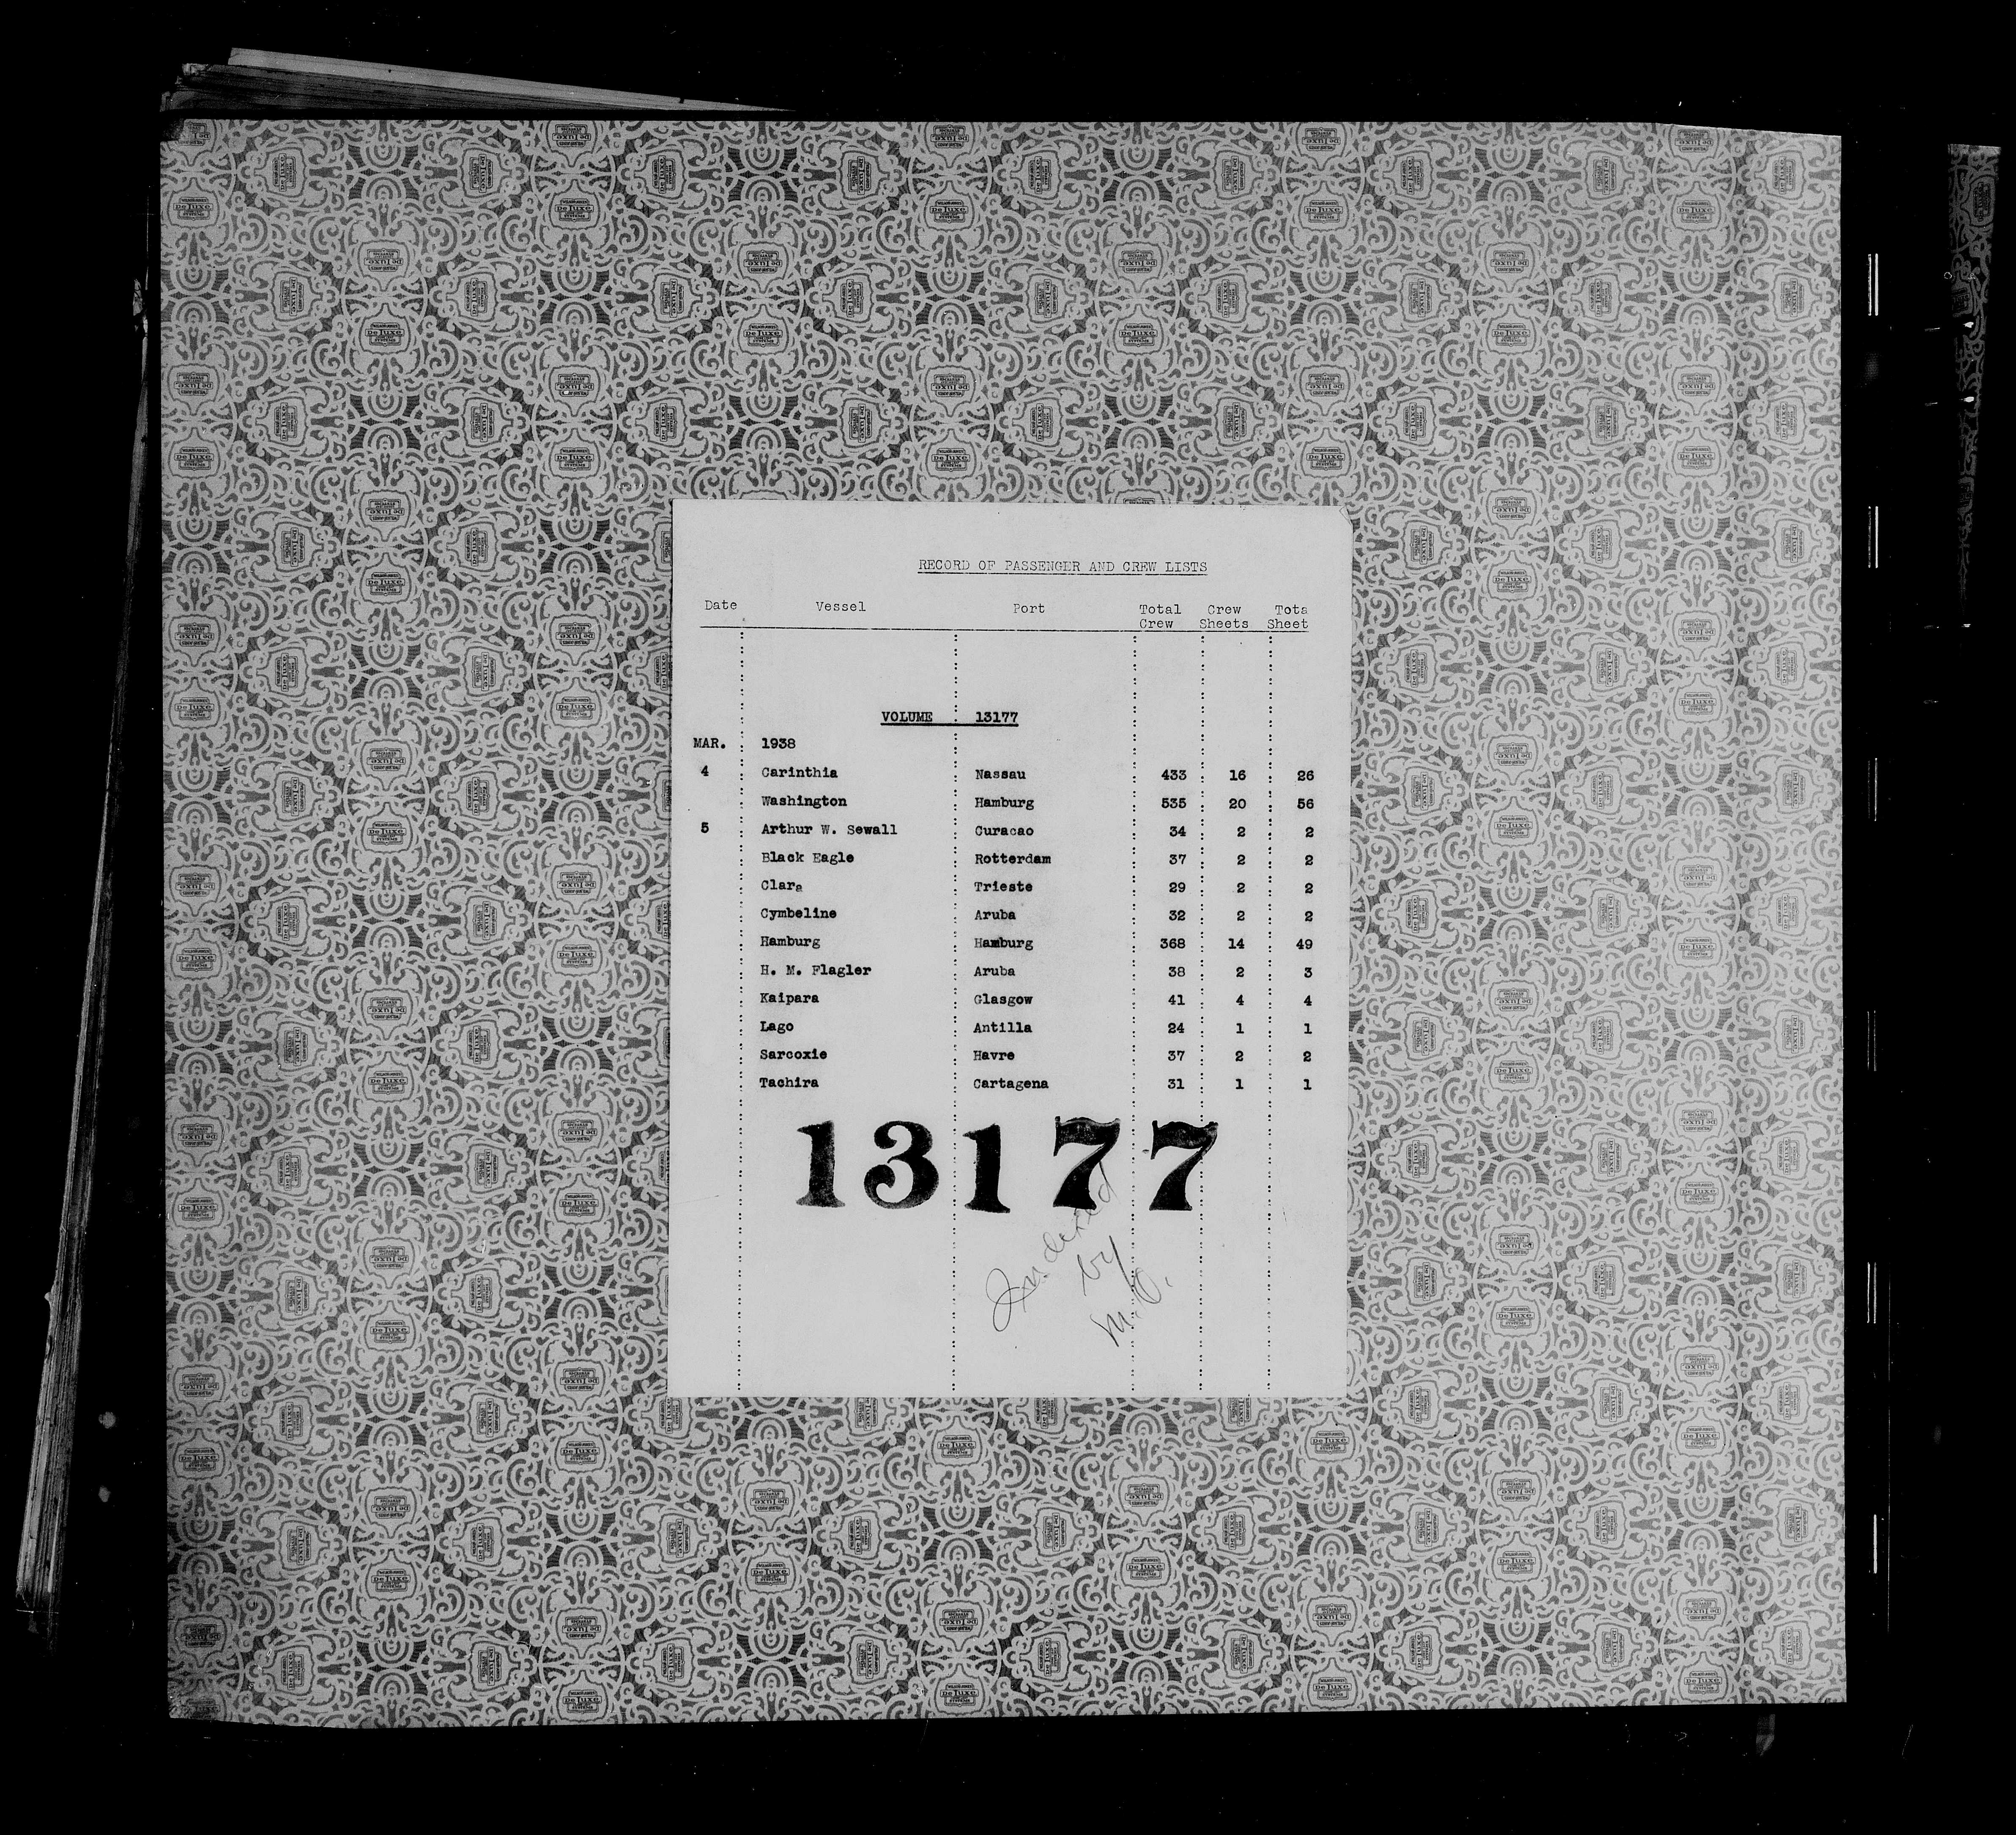 RECORD OF PASSENGER AND CREW LISTS
Date Vessel Port Total Crew Crew Sheets Tota Sheet
VOLUME 13177
MAR. 1938
4 Carinthia Nassau 433 16 26
Washington Hamburg 535 20 56
5 Arthur W. Sewall Curacao 34 2 2
Black Eagle Rotterdam 37 2 2
Clara Trieste 29 2 2
Cymbeline Aruba 32 2 2
Hamburg Hamburg 368 14 49
H. M. Flagler Aruba 38 2 3
Kaipara Glasgow 41 4 4
Lago Antilla 24 1 1
Sarcoxie Havre 37 2 2
Tachira Cartagena 31 1 1
13177
Indexed
by